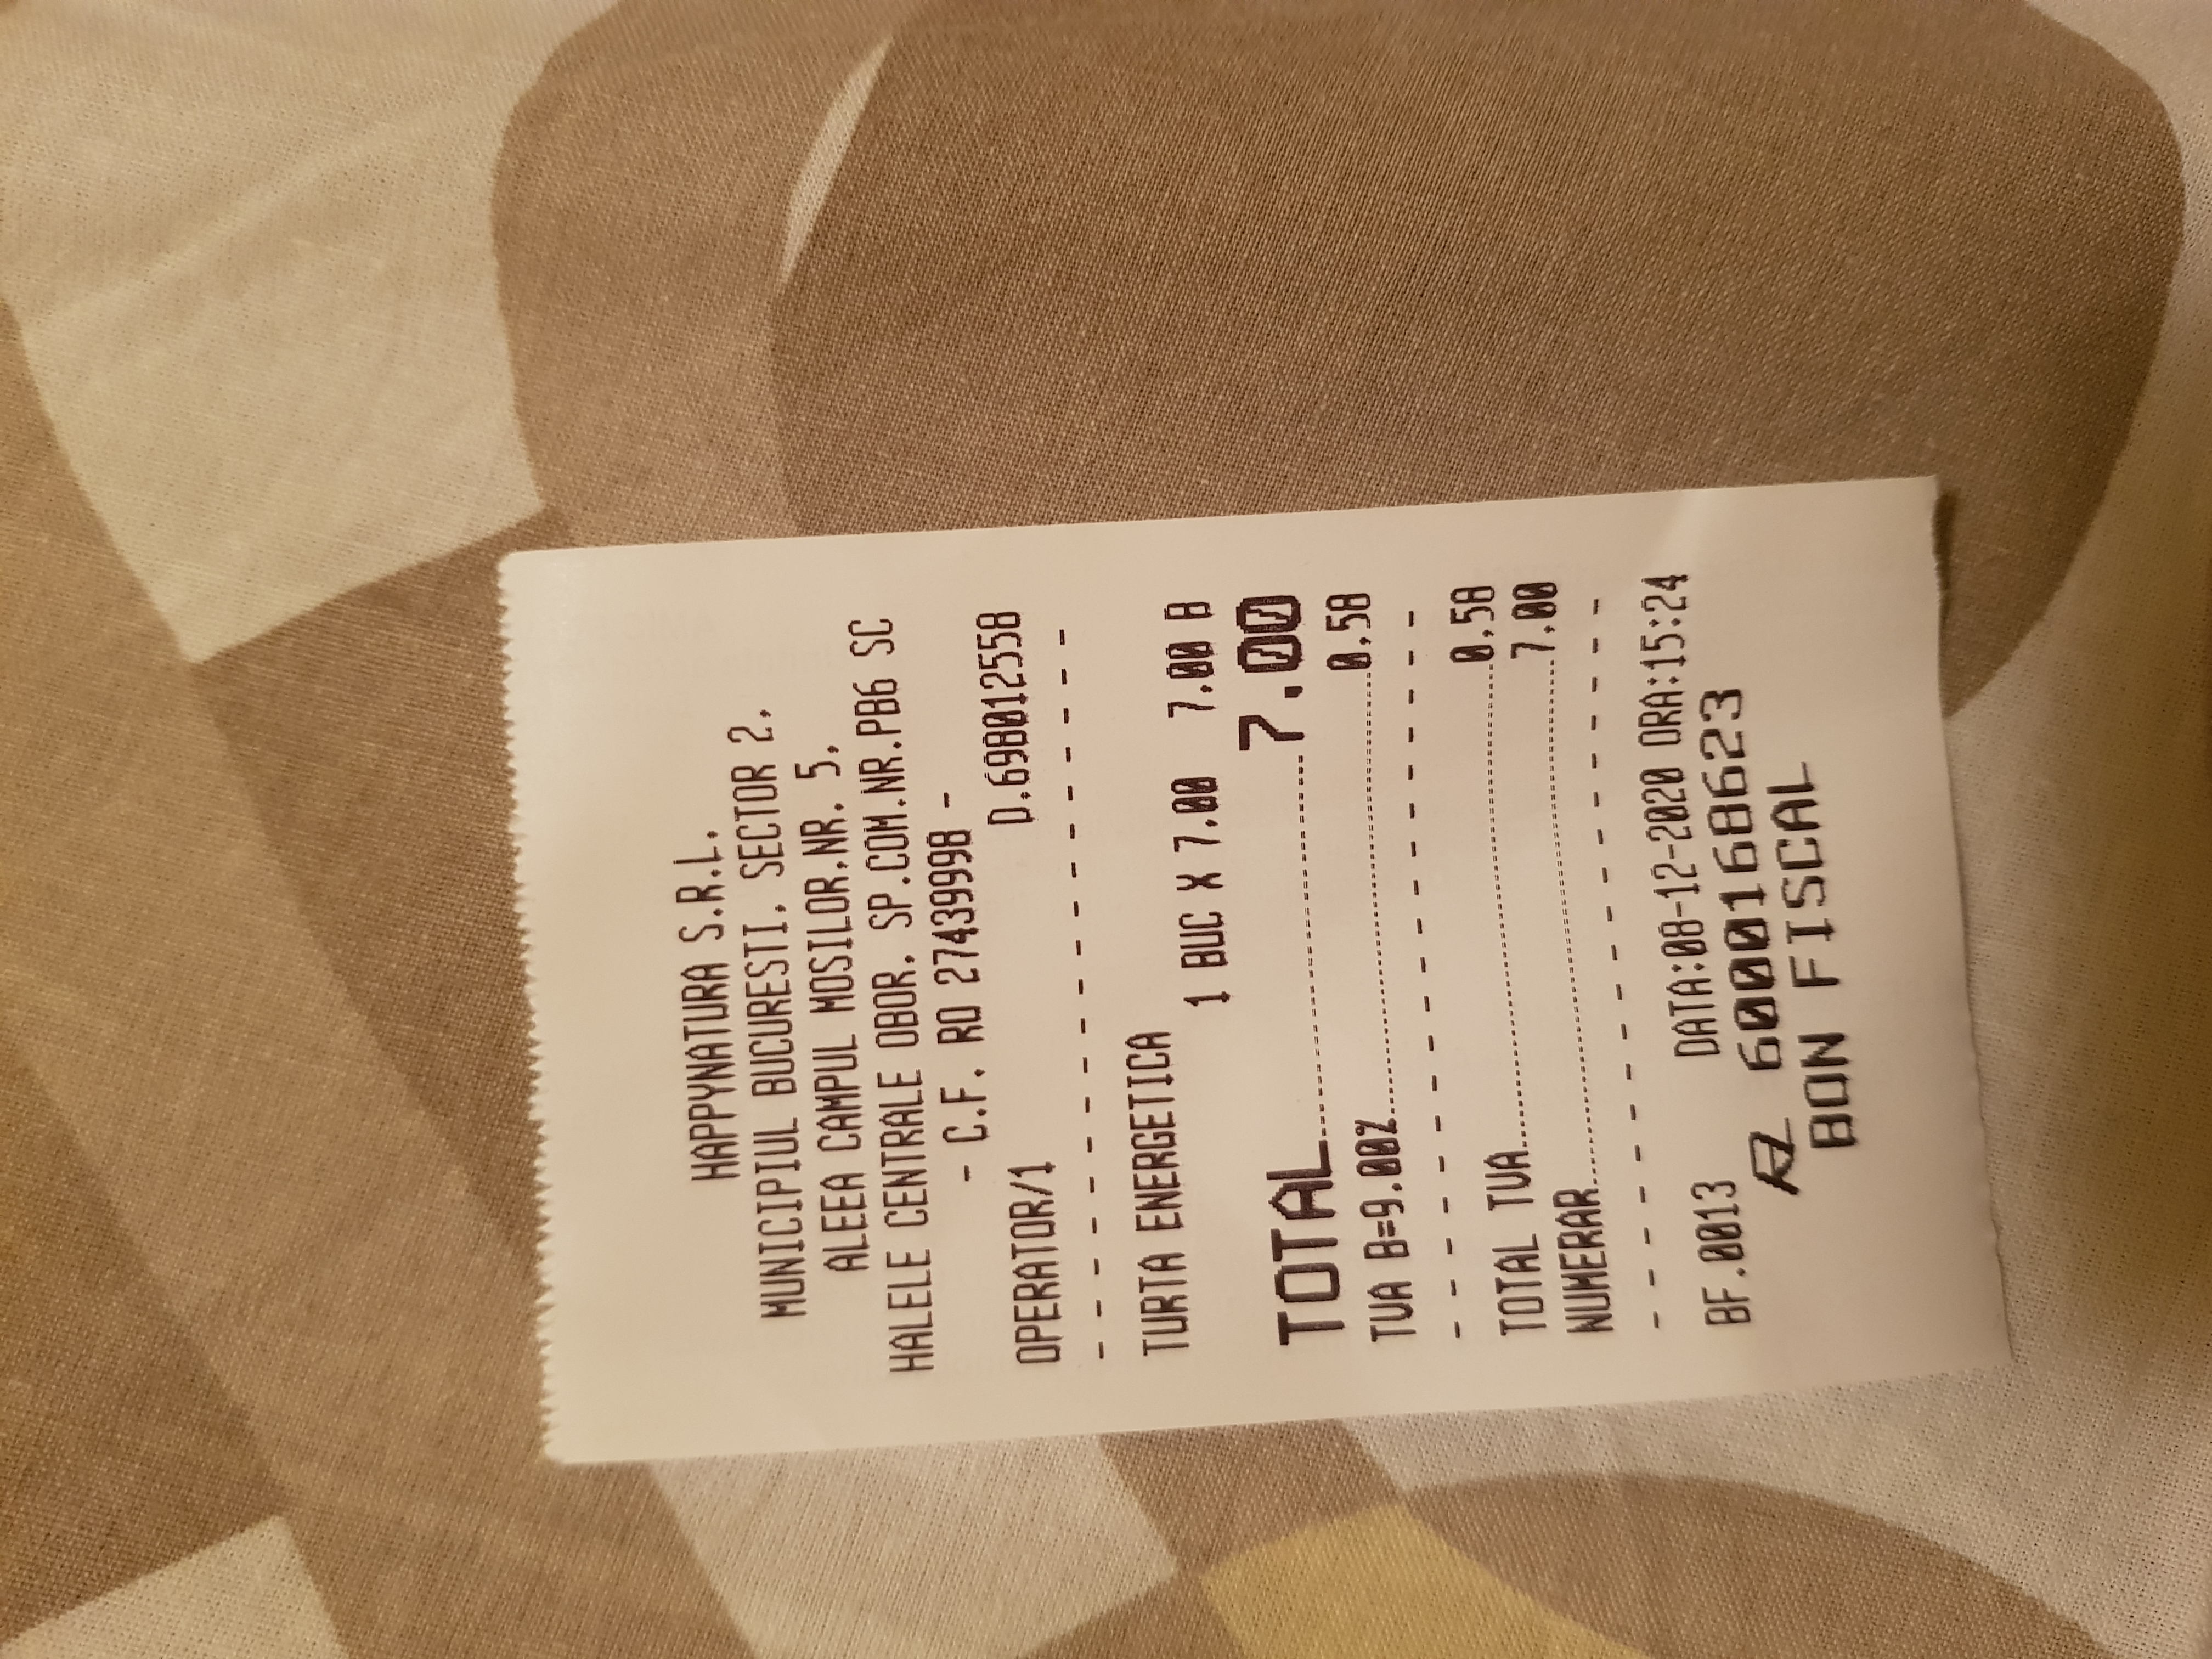 HAPPYNATURA S.R.L.
MUNICIPIUL BUCURESTI, SECTOR 2,
ALEEA CAMPUL MOSILOR,NR. 5,
HALELE CENTRALE OBOR, SP.COM.NR.PB6 SC
- C.F. RO 27439998 -
D.698012558
OPERATOR/1
- - - - - - - - - - - - - - - - - - -
TURTA ENERGETICA
1 BUC X 7.00 7.00 B
TOTAL 7.00
TVA B=9.00% 0.58
- - - - - - - - - - - - - - - - - - -
TOTAL TVA 0.58
NUMERAR 7.00
- - - - - - - - - - - - - - - - - - -
BF.0013 DATA:08-12-2020 ORA:15:24
6000168623
BON FISCAL